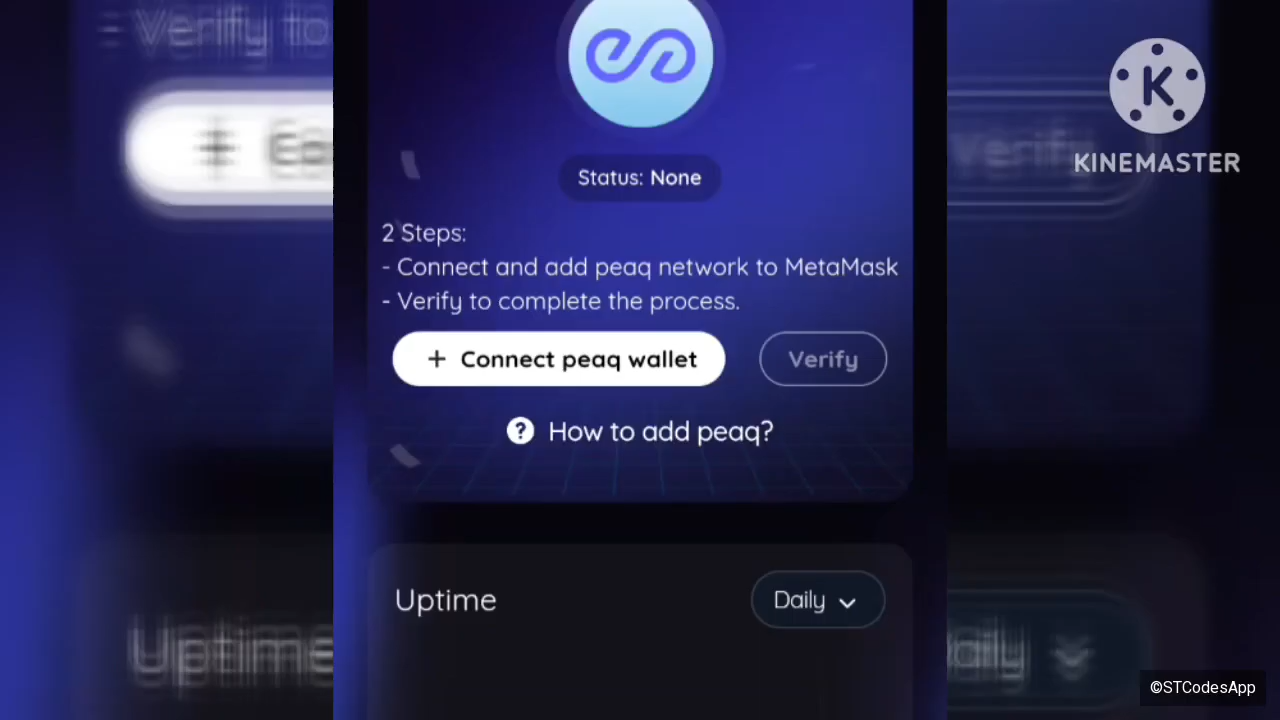 KINEMASTER
Status: None
2 Steps:
- Connect and add peaq network to MetaMask
- Verify to complete the process.
+ Connect peaq wallet
Verify
? How to add peaq?
Uptime
Daily
©STCodesApp